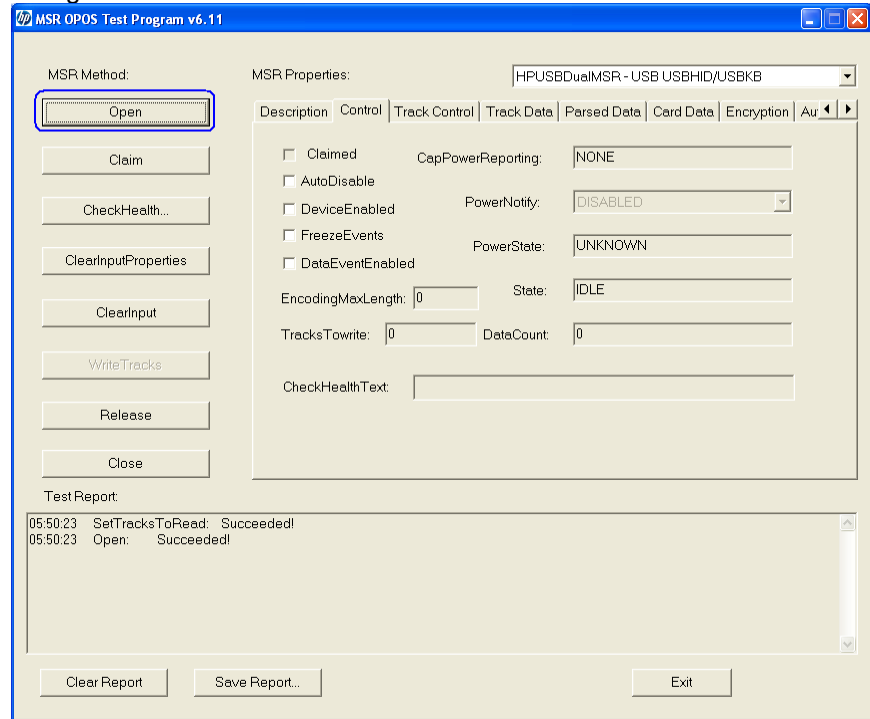 MSR OPOS Test Program v6.11
MSR Method:
MSR Properties:
HPUSBDualMSR - USB USBHID/USBKB
Open
Claim
CheckHealth...
ClearInputProperties
ClearInput
WriteTracks
Release
Close
Description Control Track Control Track Data Parsed Data Card Data Encryption Au
Claimed
AutoDisable
DeviceEnabled
FreezeEvents
DataEventEnabled
CapPowerReporting: NONE
PowerNotify: DISABLED
PowerState: UNKNOWN
EncodingMaxLength: 0 State: IDLE
TracksTowrite: 0 DataCount: 0
CheckHealthText:
Test Report:
05:50:23 SetTracksToRead: Succeeded!
05:50:23 Open: Succeeded!
Clear Report Save Report... Exit